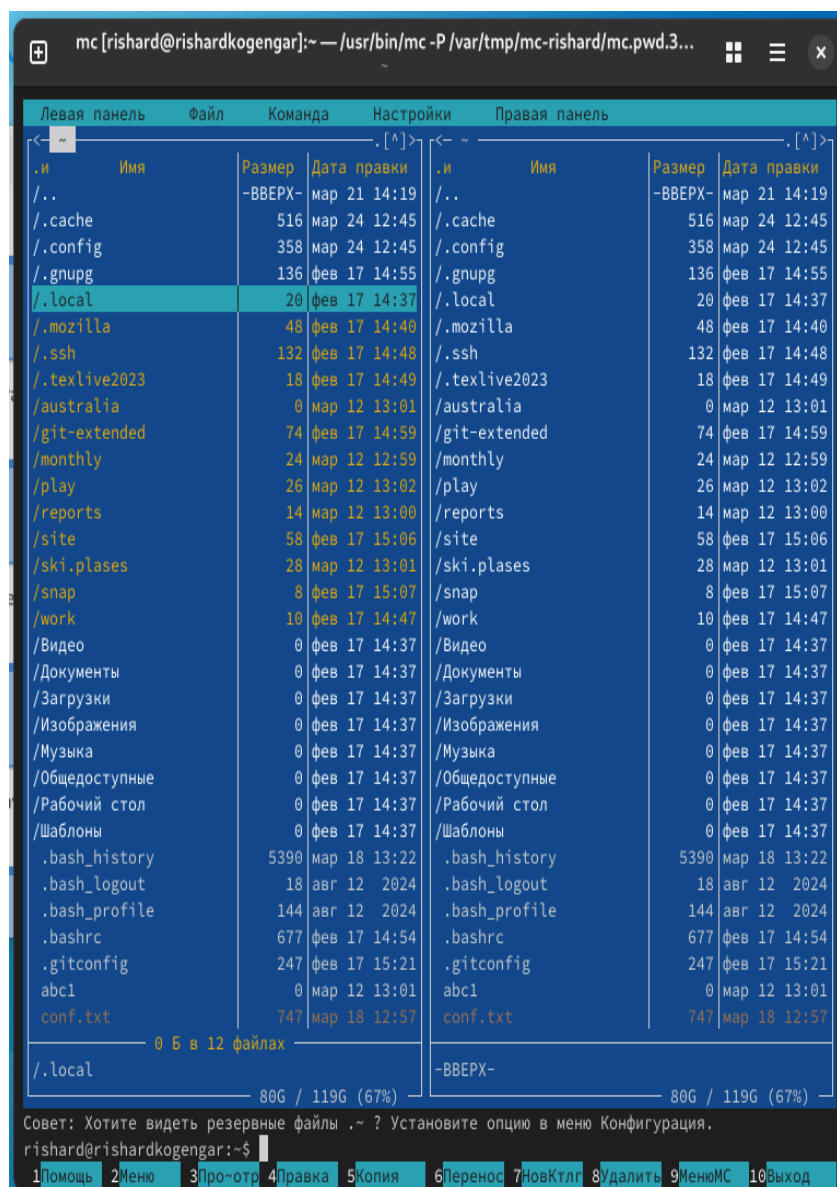 mc [rishard@rishardkogengar]:~ — /usr/bin/mc -P /var/tmp/mc-rishard/mc.pwd.3...
~
Левая панель Файл Команда Настройки Правая панель
<— ~ .[^]> <— ~ .[^]>
.и Имя Размер Дата правки .и Имя Размер Дата правки
/.. -ВВЕРХ- мар 21 14:19 /.. -ВВЕРХ- мар 21 14:19
/.cache 516 мар 24 12:45 /.cache 516 мар 24 12:45
/.config 358 мар 24 12:45 /.config 358 мар 24 12:45
/.gnupg 136 фев 17 14:55 /.gnupg 136 фев 17 14:55
/.local 20 фев 17 14:37 /.local 20 фев 17 14:37
/.mozilla 48 фев 17 14:40 /.mozilla 48 фев 17 14:40
/.ssh 132 фев 17 14:48 /.ssh 132 фев 17 14:48
/.texlive2023 18 фев 17 14:49 /.texlive2023 18 фев 17 14:49
/australia 0 мар 12 13:01 /australia 0 мар 12 13:01
/git-extended 74 фев 17 14:59 /git-extended 74 фев 17 14:59
/monthly 24 мар 12 12:59 /monthly 24 мар 12 12:59
/play 26 мар 12 13:02 /play 26 мар 12 13:02
/reports 14 мар 12 13:00 /reports 14 мар 12 13:00
/site 58 фев 17 15:06 /site 58 фев 17 15:06
/ski.plases 28 мар 12 13:01 /ski.plases 28 мар 12 13:01
/snap 8 фев 17 15:07 /snap 8 фев 17 15:07
/work 10 фев 17 14:47 /work 10 фев 17 14:47
/Видео 0 фев 17 14:37 /Видео 0 фев 17 14:37
/Документы 0 фев 17 14:37 /Документы 0 фев 17 14:37
/Загрузки 0 фев 17 14:37 /Загрузки 0 фев 17 14:37
/Изображения 0 фев 17 14:37 /Изображения 0 фев 17 14:37
/Музыка 0 фев 17 14:37 /Музыка 0 фев 17 14:37
/Общедоступные 0 фев 17 14:37 /Общедоступные 0 фев 17 14:37
/Рабочий стол 0 фев 17 14:37 /Рабочий стол 0 фев 17 14:37
/Шаблоны 0 фев 17 14:37 /Шаблоны 0 фев 17 14:37
.bash_history 5390 мар 18 13:22 .bash_history 5390 мар 18 13:22
.bash_logout 18 авг 12 2024 .bash_logout 18 авг 12 2024
.bash_profile 144 авг 12 2024 .bash_profile 144 авг 12 2024
.bashrc 677 фев 17 14:54 .bashrc 677 фев 17 14:54
.gitconfig 247 фев 17 15:21 .gitconfig 247 фев 17 15:21
abc1 0 мар 12 13:01 abc1 0 мар 12 13:01
conf.txt 747 мар 18 12:57 conf.txt 747 мар 18 12:57
0 Б в 12 файлах
/.local -ВВЕРХ-
80G / 119G (67%) 80G / 119G (67%)
Совет: Хотите видеть резервные файлы .~ ? Установите опцию в меню Конфигурация.
rishard@rishardkogengar:~$
1Помощь 2Меню 3Про~отр 4Правка 5Копия 6Перенос 7НовКтлг 8Удалить 9МенюMC 10Выход